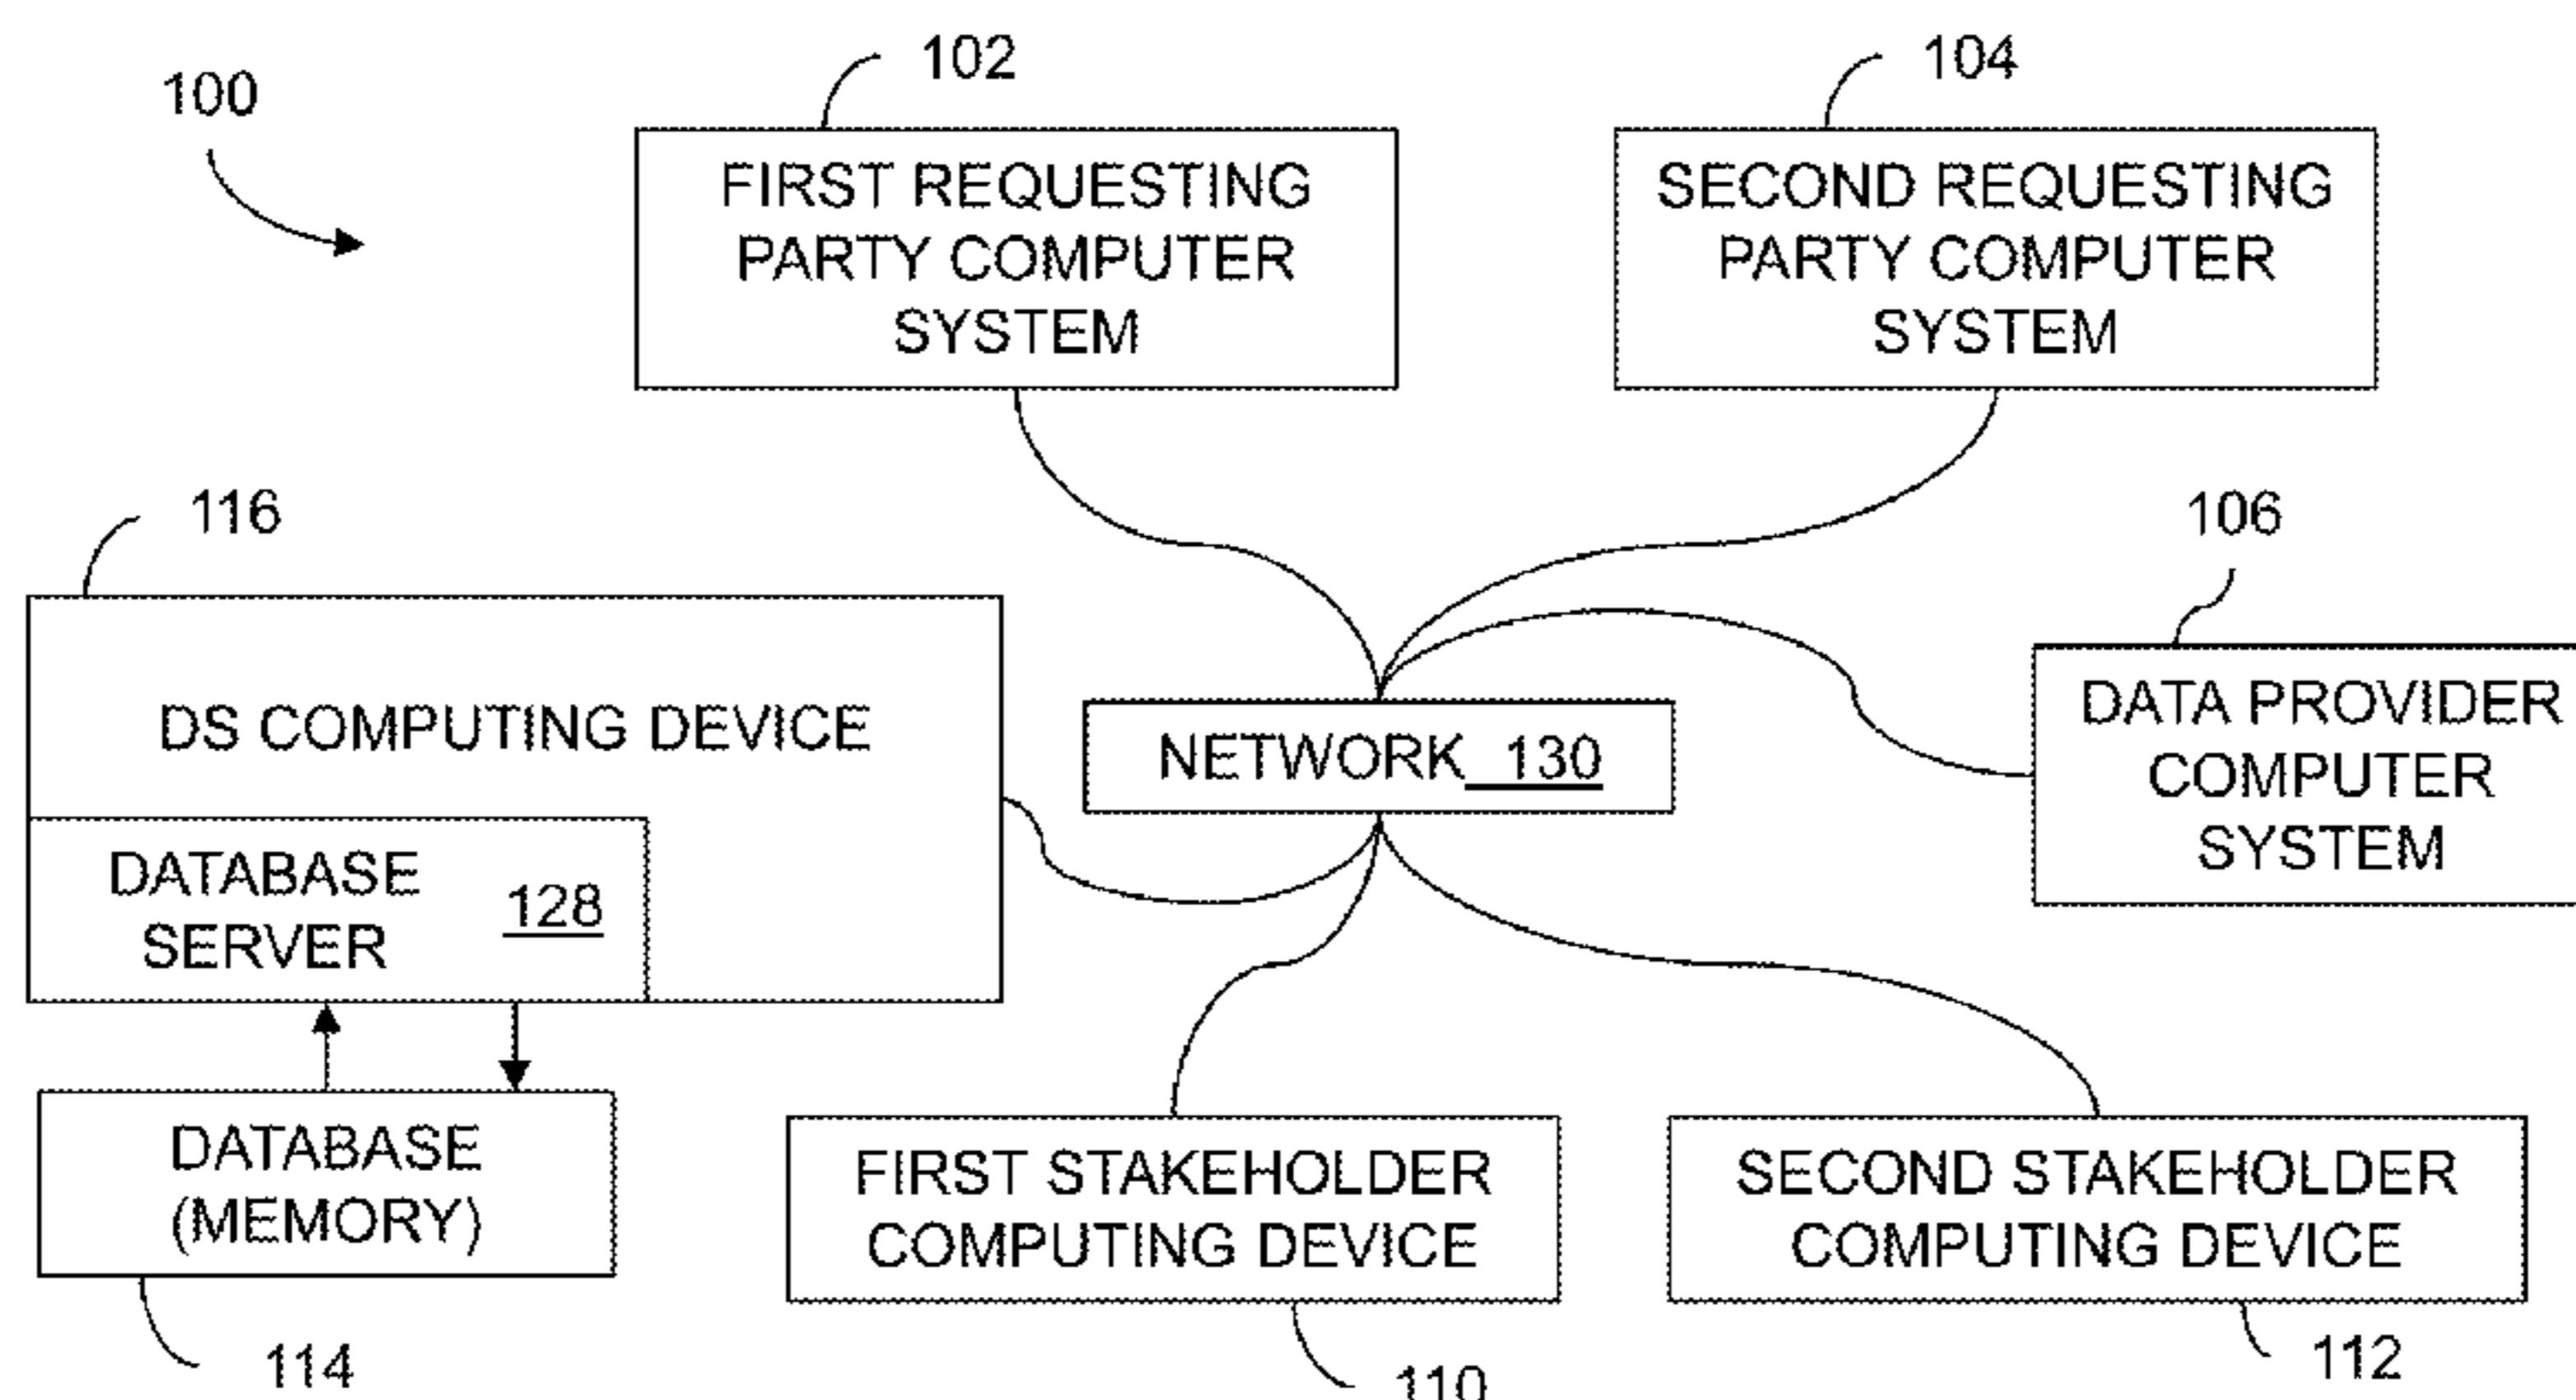 100
102
104
FIRST REQUESTING
PARTY COMPUTER
SYSTEM
SECOND REQUESTING
PARTY COMPUTER
SYSTEM
116
106
DS COMPUTING DEVICE
NETWORK 130
DATA PROVIDER
COMPUTER
SYSTEM
DATABASE
SERVER
128
DATABASE
(MEMORY)
FIRST STAKEHOLDER
COMPUTING DEVICE
SECOND STAKEHOLDER
COMPUTING DEVICE
114
110
112